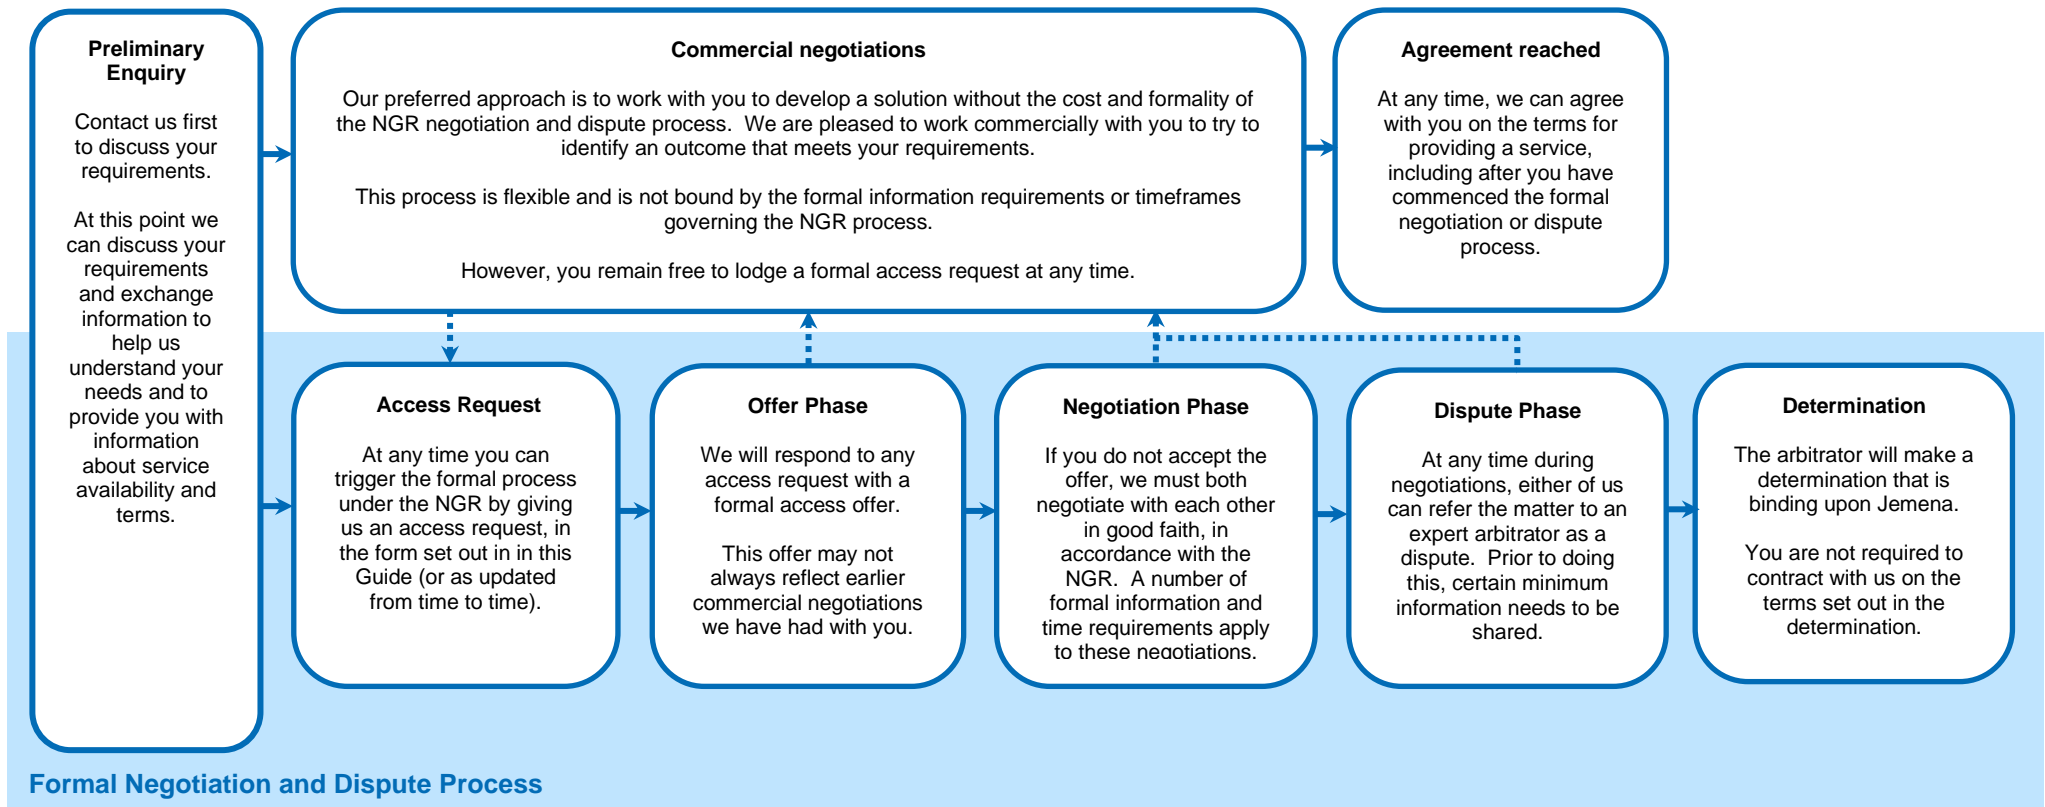 Preliminary
Enquiry
Contact us first
to discuss your
requirements.
At this point we
can discuss your
requirements
and exchange
information to
help us
understand your
needs and to
provide you with
information
about service
availability and
terms.
Commercial negotiations
Our preferred approach is to work with you to develop a solution without the cost and formality of
the NGR negotiation and dispute process.  We are pleased to work commercially with you to try to
identify an outcome that meets your requirements.
This process is flexible and is not bound by the formal information requirements or timeframes
governing the NGR process.
However, you remain free to lodge a formal access request at any time.
Agreement reached
At any time, we can agree
with you on the terms for
providing a service,
including after you have
commenced the formal
negotiation or dispute
process.
Access Request
At any time you can
trigger the formal process
under the NGR by giving
us an access request, in
the form set out in in this
Guide (or as updated
from time to time).
Offer Phase
We will respond to any
access request with a
formal access offer.
This offer may not
always reflect earlier
commercial negotiations
we have had with you.
Negotiation Phase
If you do not accept the
offer, we must both
negotiate with each other
in good faith, in
accordance with the
NGR.  A number of
formal information and
time requirements apply
to these negotiations.
Dispute Phase
At any time during
negotiations, either of us
can refer the matter to an
expert arbitrator as a
dispute.  Prior to doing
this, certain minimum
information needs to be
shared.
Determination
The arbitrator will make a
determination that is
binding upon Jemena.
You are not required to
contract with us on the
terms set out in the
determination.
Formal Negotiation and Dispute Process